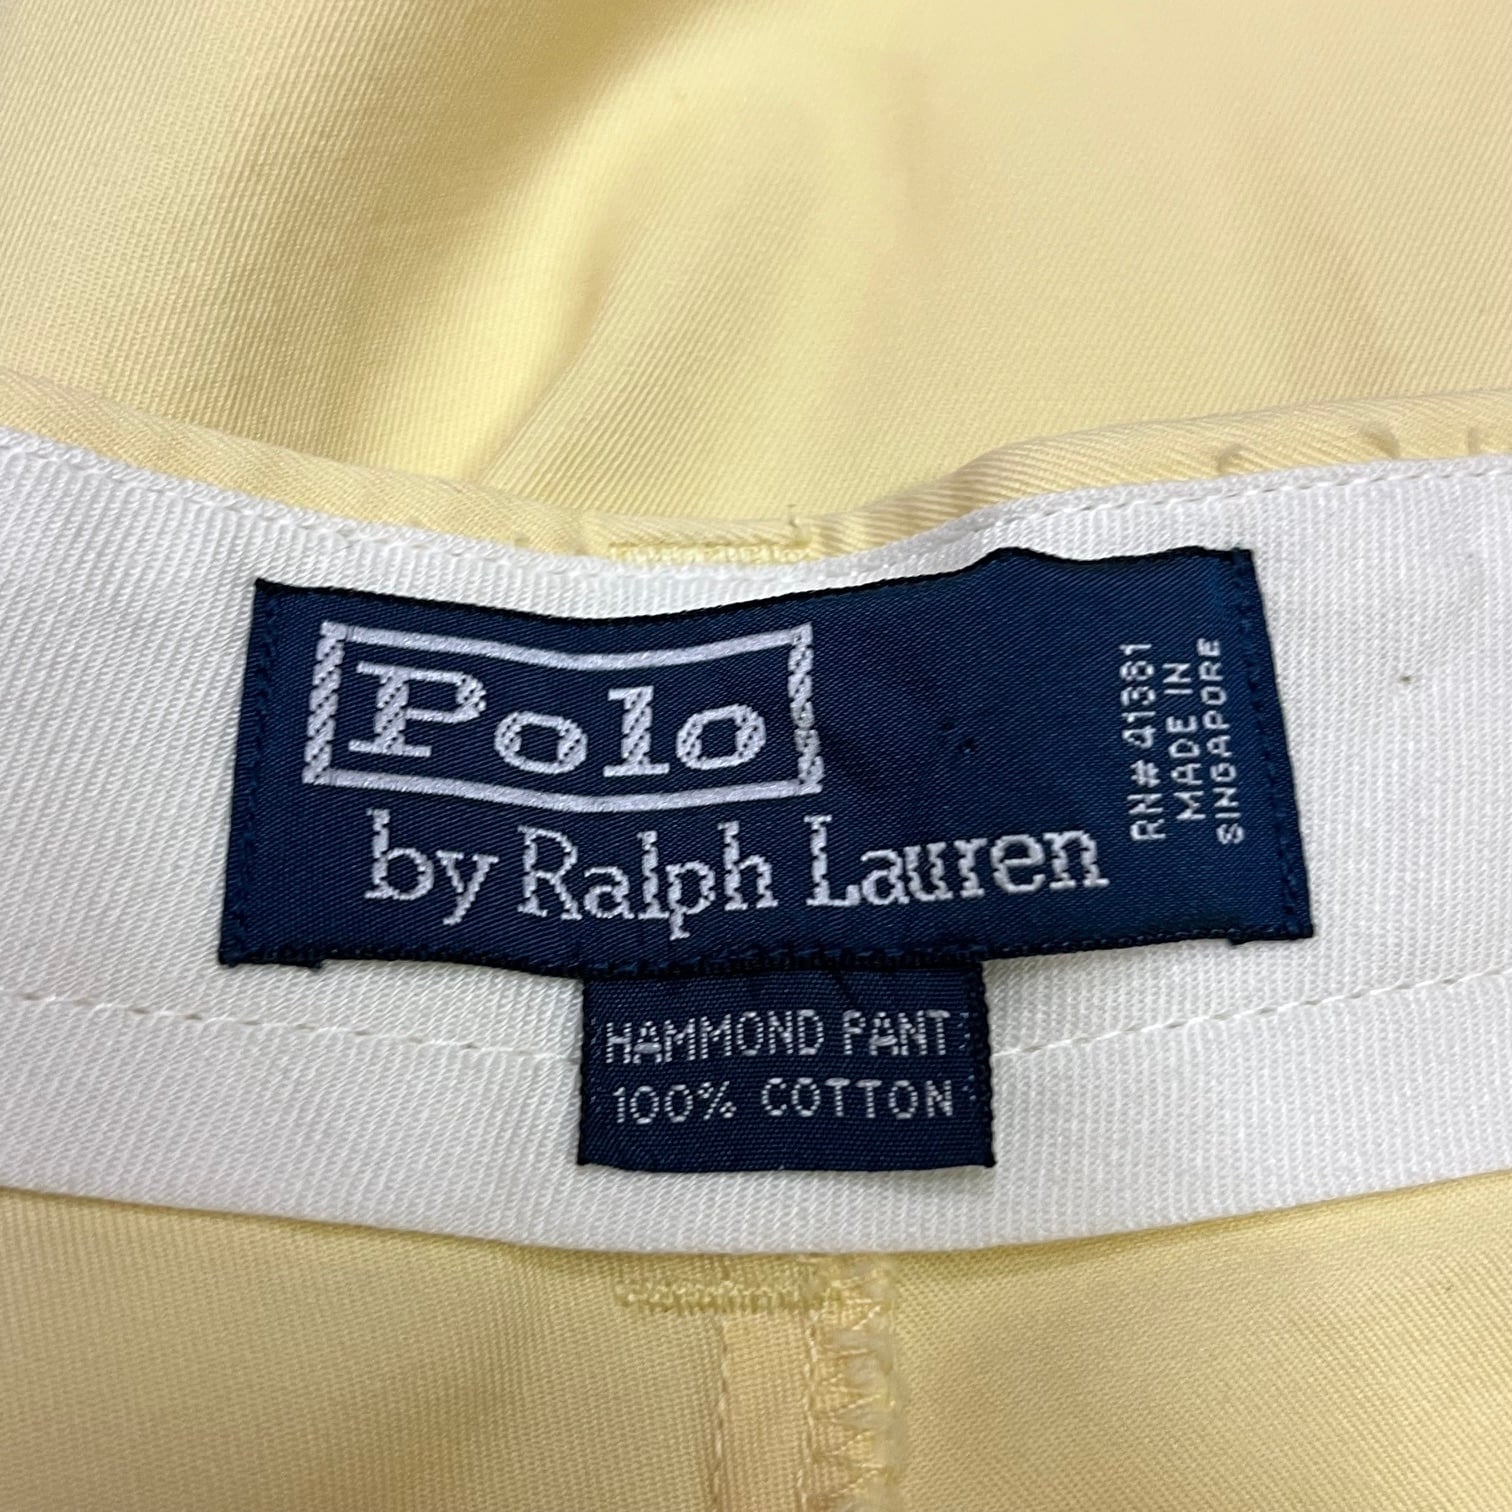 Polo
by Ralph Lauren
RN# 41381
MADE IN
SINGAPORE
HAMMOND PANT
100% COTTON